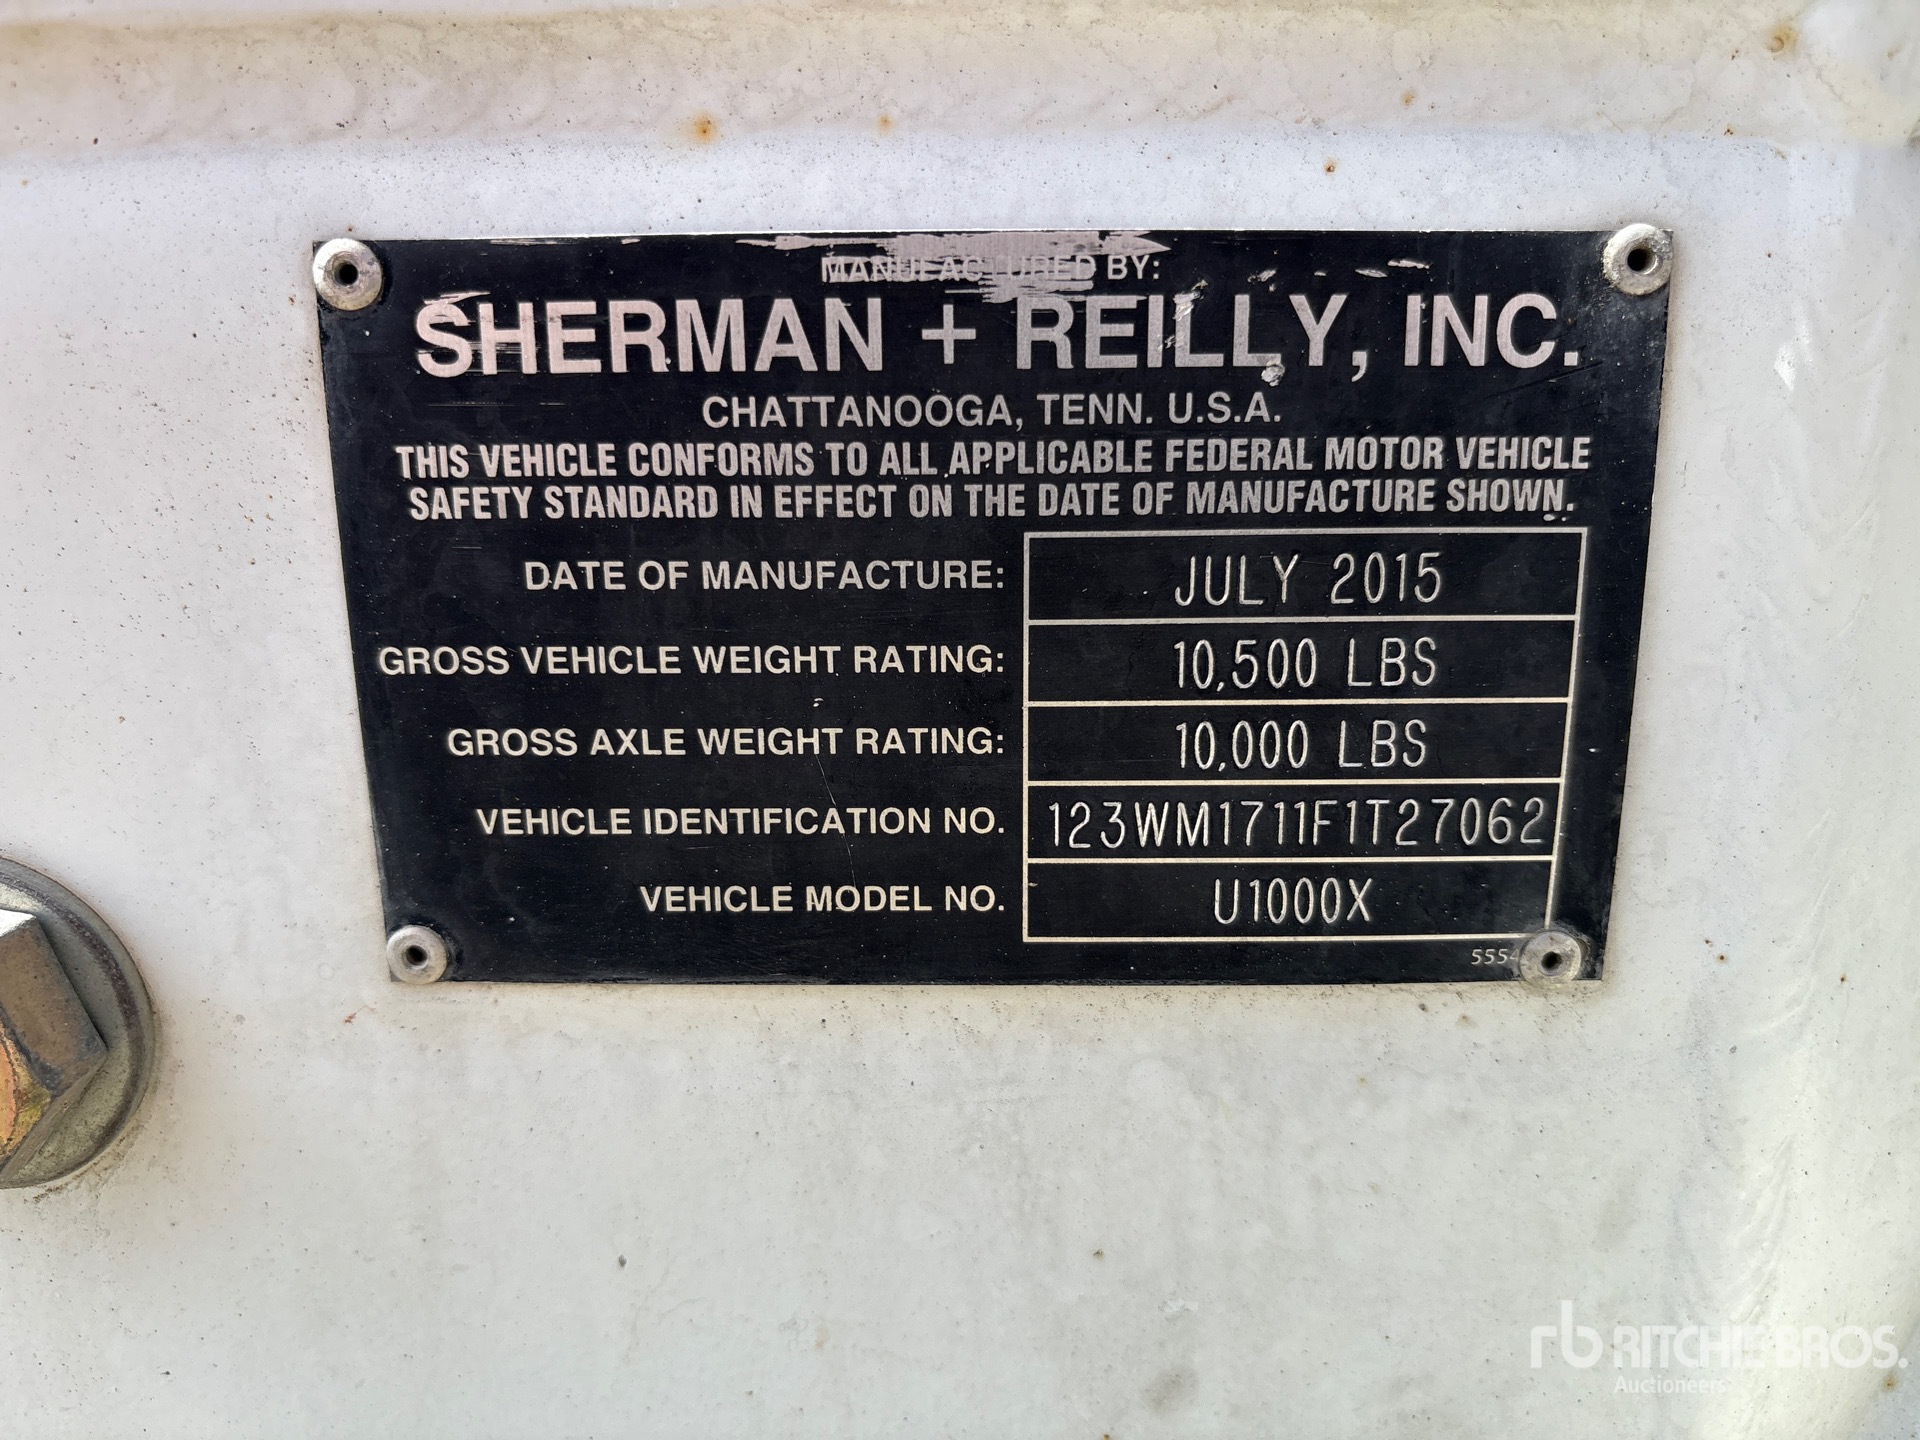 MANUFACTURED BY:
SHERMAN + REILLY, INC.
CHATTANOOGA, TENN. U.S.A.
THIS VEHICLE CONFORMS TO ALL APPLICABLE FEDERAL MOTOR VEHICLE
SAFETY STANDARD IN EFFECT ON THE DATE OF MANUFACTURE SHOWN.
DATE OF MANUFACTURE: JULY 2015
GROSS VEHICLE WEIGHT RATING: 10,500 LBS
GROSS AXLE WEIGHT RATING: 10,000 LBS
VEHICLE IDENTIFICATION NO. 123WM1711F1T27062
VEHICLE MODEL NO. U1000X
rb RITCHIE BROS.
Auctioneers